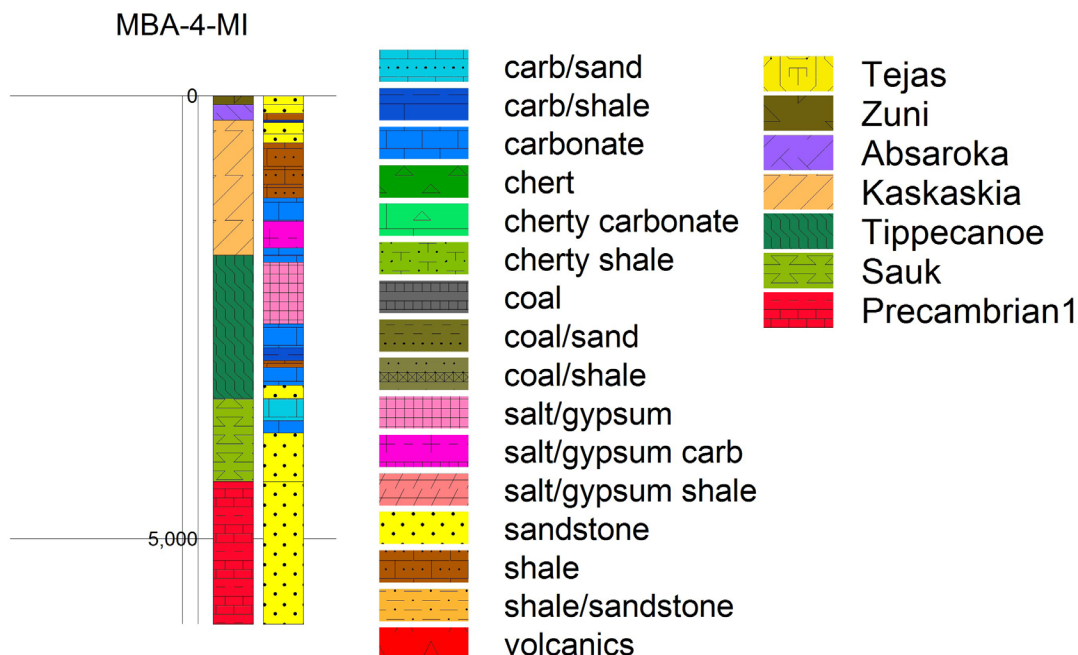 MBA-4-MI
0
5,000
carb/sand
carb/shale
carbonate
chert
cherty carbonate
cherty shale
coal
coal/sand
coal/shale
salt/gypsum
salt/gypsum carb
salt/gypsum shale
sandstone
shale
shale/sandstone
volcanics
Tejas
Zuni
Absaroka
Kaskaskia
Tippecanoe
Sauk
Precambrian1